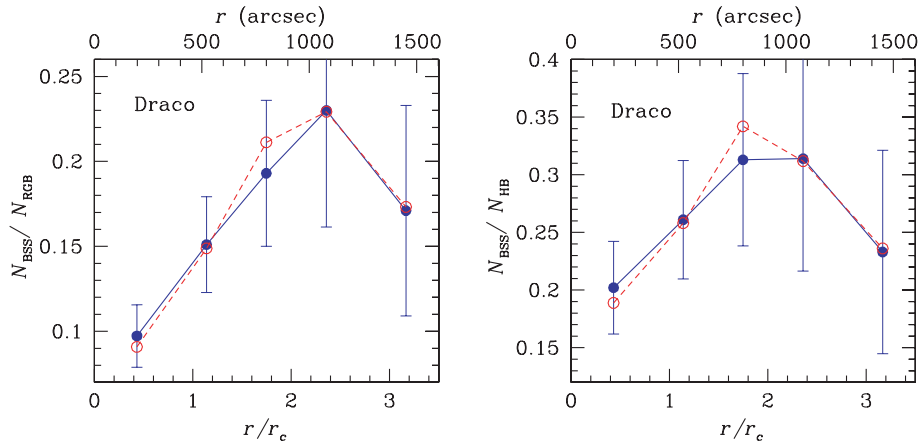 r (arcsec)
0 500 1000 1500
0.25
0.2
0.15
0.1
N_BSS / N_RGB
Draco
0 1 2 3
r/r_c
r (arcsec)
0 500 1000 1500
0.4
0.35
0.3
0.25
0.2
0.15
N_BSS / N_HB
Draco
0 1 2 3
r/r_c